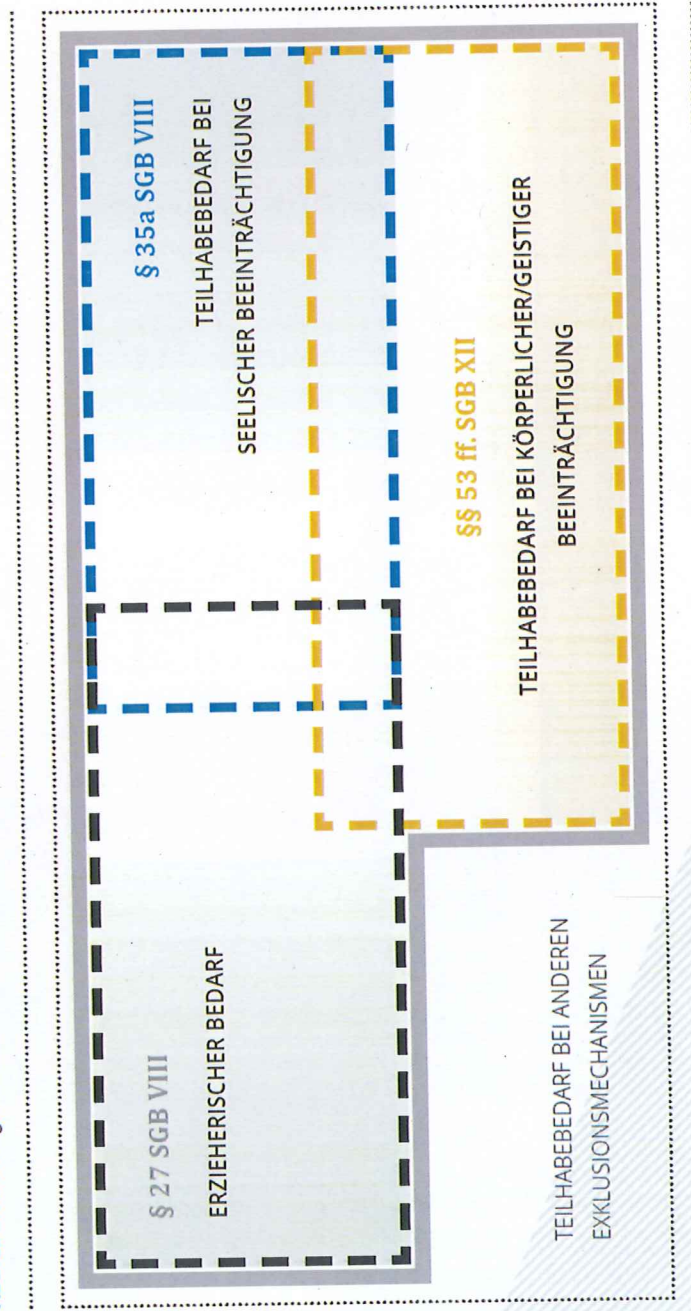 § 27 SGB VIII
ERZIEHERISCHER BEDARF
§ 35a SGB VIII
TEILHABEBEDARF BEI
SEELISCHER BEEINTRÄCHTIGUNG
§§ 53 ff. SGB XII
TEILHABEBEDARF BEI KÖRPERLICHER/GEISTIGER
BEEINTRÄCHTIGUNG
TEILHABEBEDARF BEI ANDEREN
EXKLUSIONSMECHANISMEN